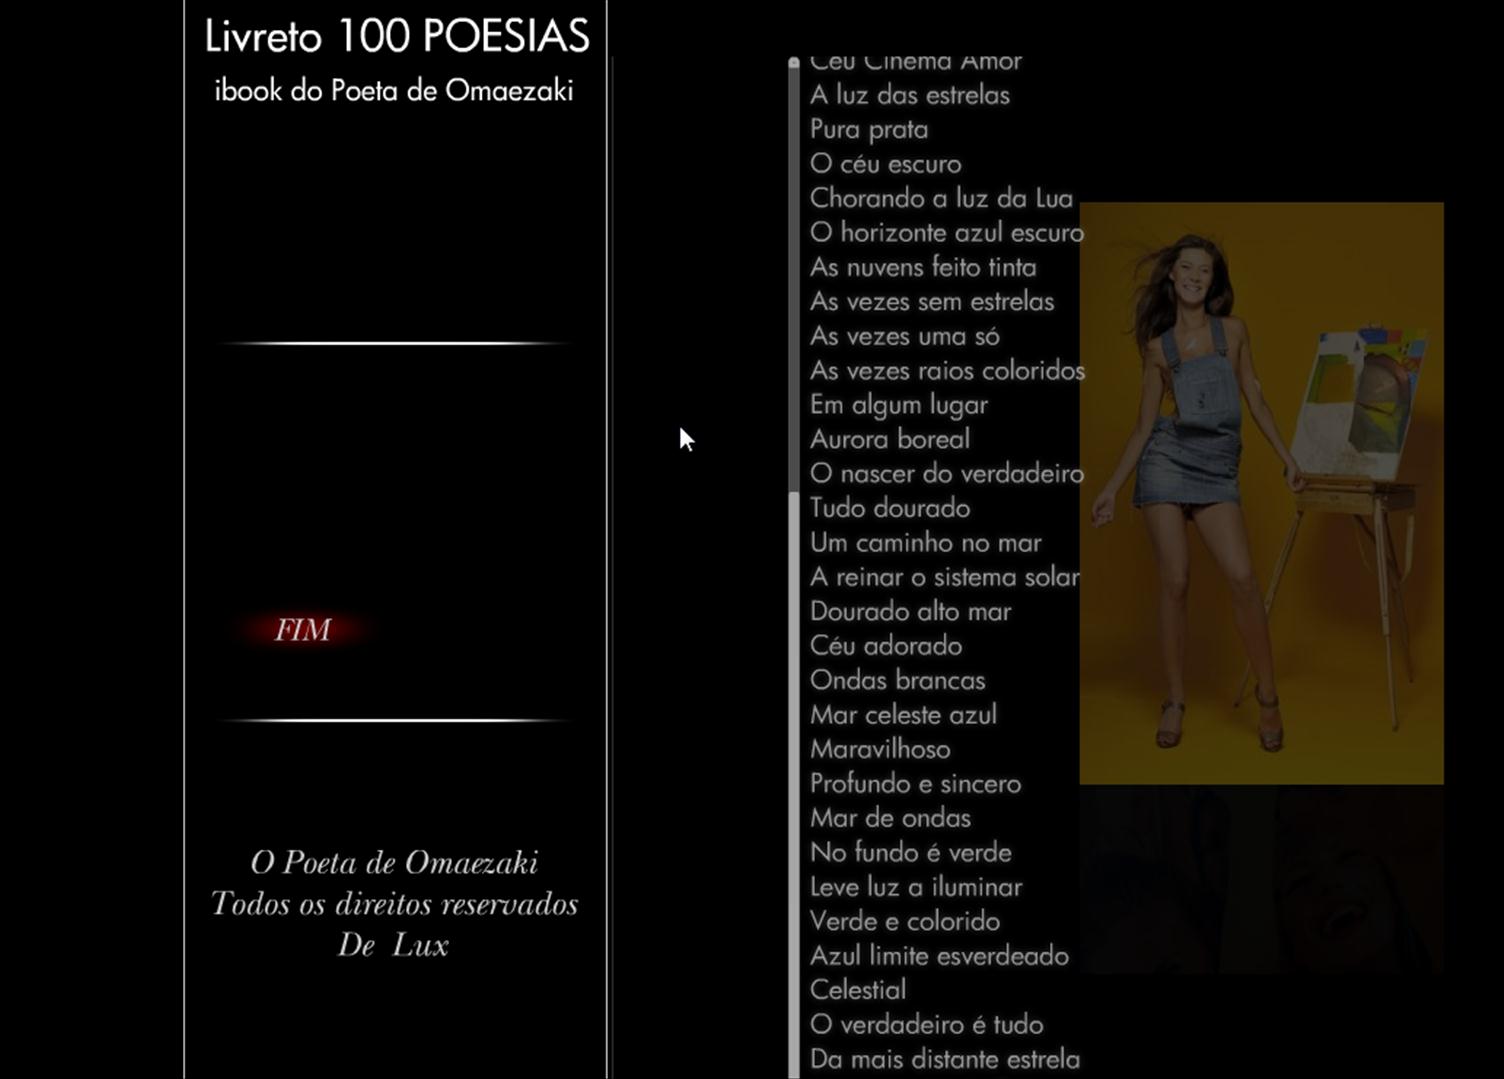 Livreto 100 POESIAS
ibook do Poeta de Omaezaki
FIM
O Poeta de Omaezaki
Todos os direitos reservados
De Lux
Céu Cinema Amor
A luz das estrelas
Pura prata
O céu escuro
Chorando a luz da Lua
O horizonte azul escuro
As nuvens feito tinta
As vezes sem estrelas
As vezes uma só
As vezes raios coloridos
Em algum lugar
Aurora boreal
O nascer do verdadeiro
Tudo dourado
Um caminho no mar
A reinar o sistema solar
Dourado alto mar
Céu adorado
Ondas brancas
Mar celeste azul
Maravilhoso
Profundo e sincero
Mar de ondas
No fundo é verde
Leve luz a iluminar
Verde e colorido
Azul limite esverdeado
Celestial
O verdadeiro é tudo
Da mais distante estrela